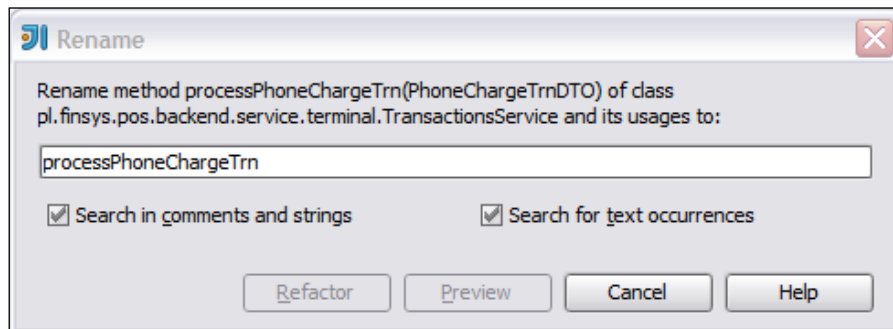 JI Rename
Rename method processPhoneChargeTrn(PhoneChargeTrnDTO) of class
pl.finsys.pos.backend.service.terminal.TransactionsService and its usages to:
processPhoneChargeTrn
Search in comments and strings Search for text occurrences
Refactor Preview Cancel Help